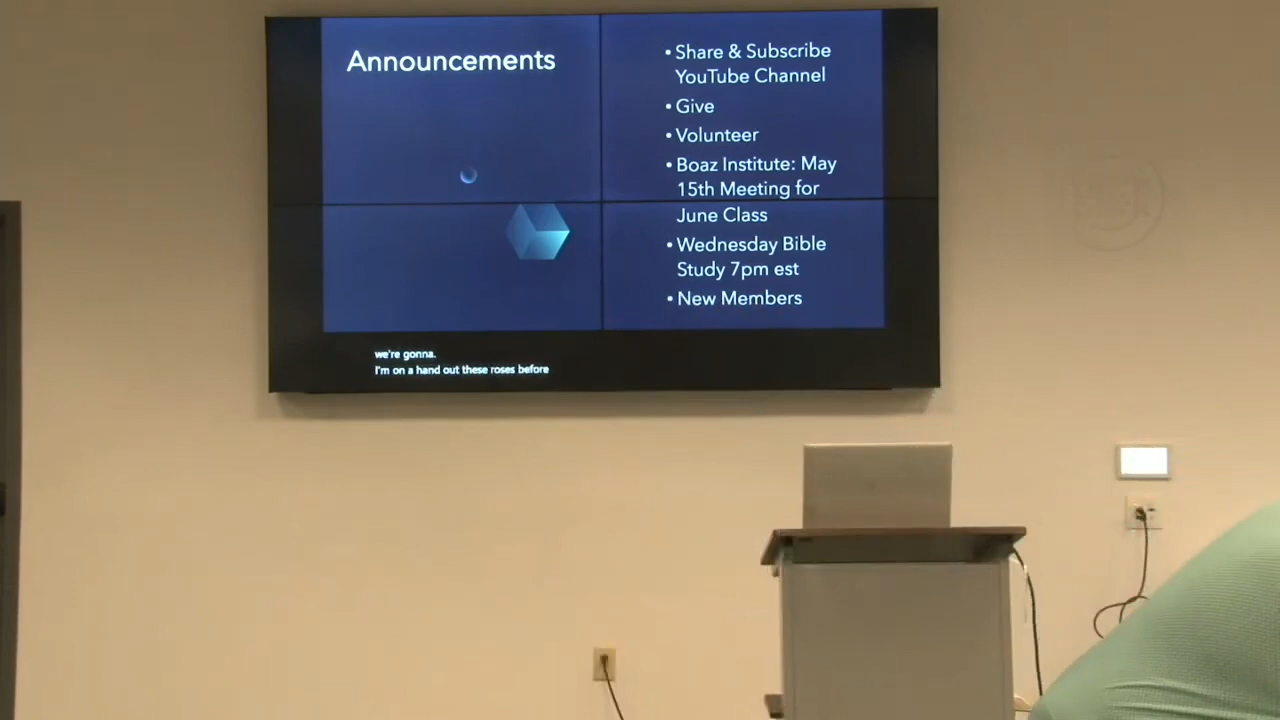 Announcements
• Share & Subscribe
YouTube Channel
• Give
• Volunteer
• Boaz Institute: May
15th Meeting for
June Class
• Wednesday Bible
Study 7pm est
• New Members
we're gonna.
I'm on a hand out these roses before